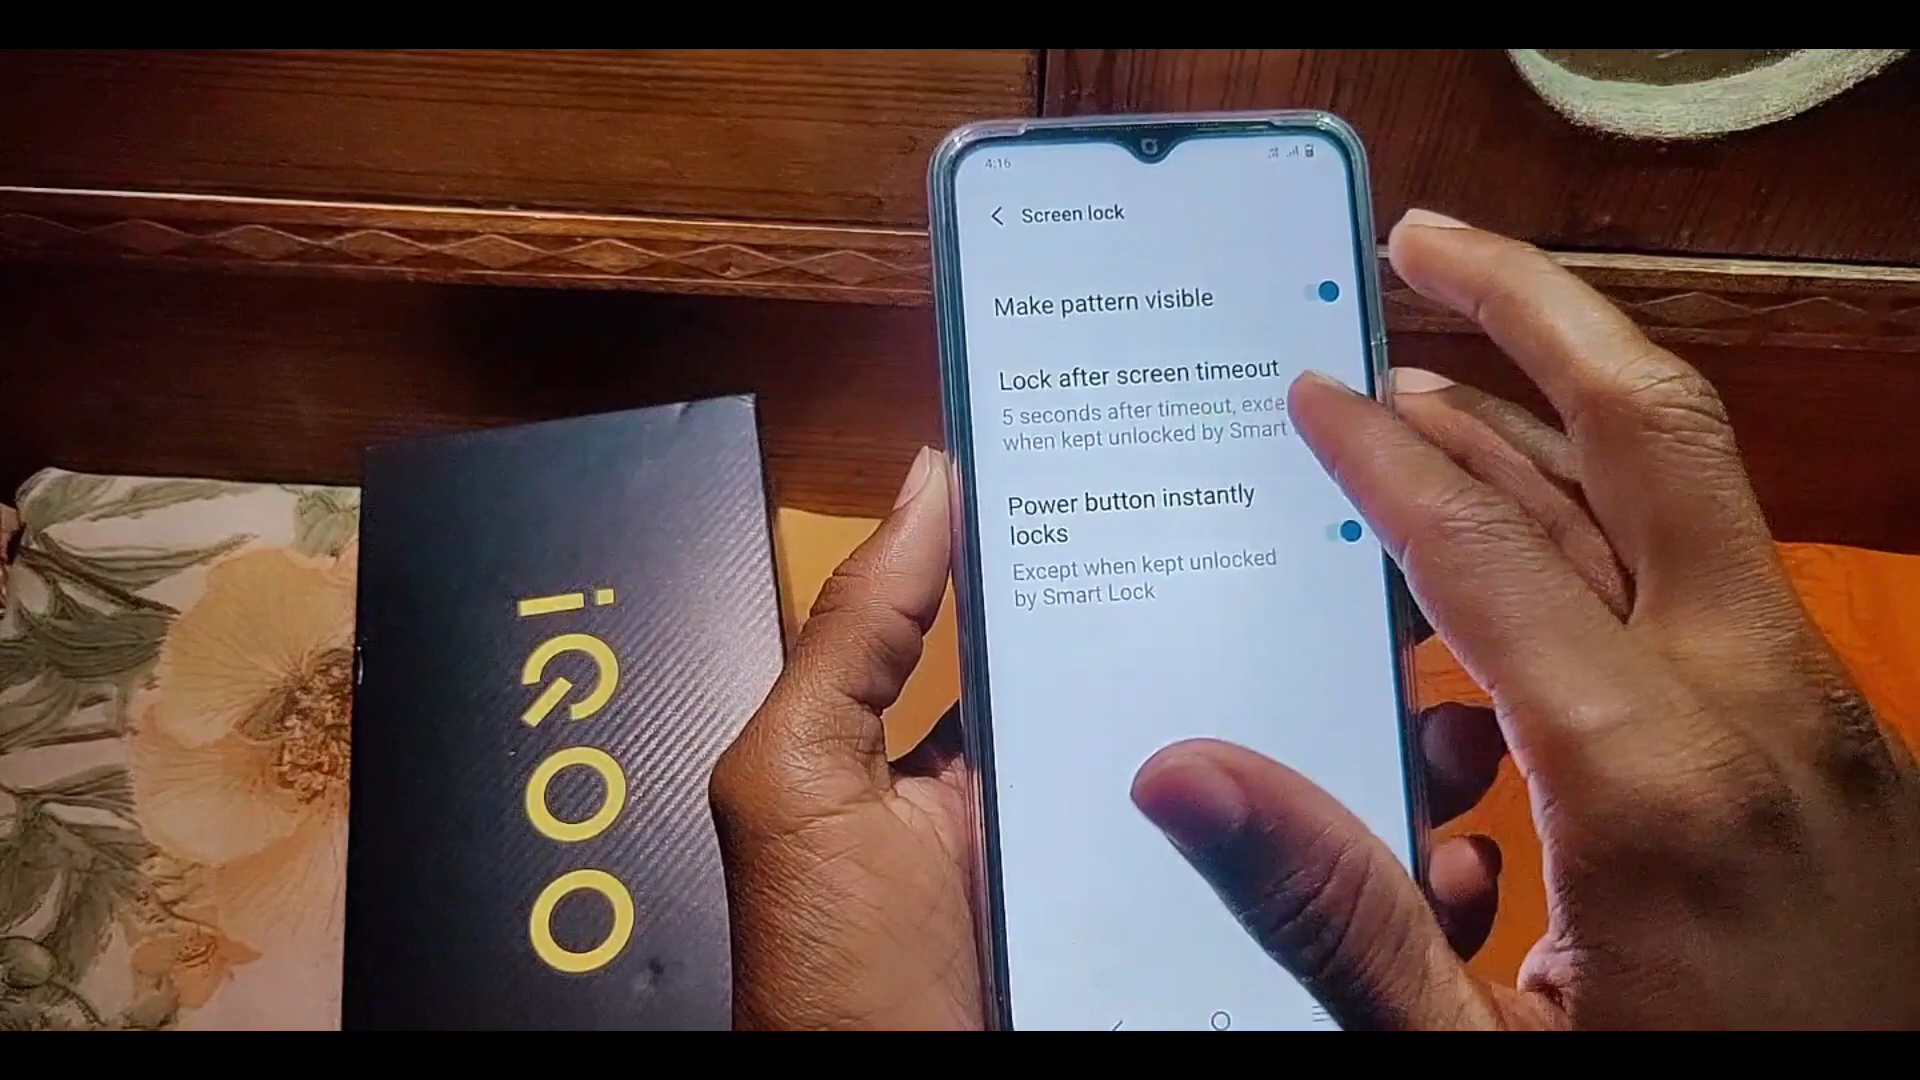 4:16
Screen lock
Make pattern visible
Lock after screen timeout
5 seconds after timeout,
when kept unlocked by Smart
Power button instantly
locks
Except when kept unlocked
by Smart Lock
iQOO